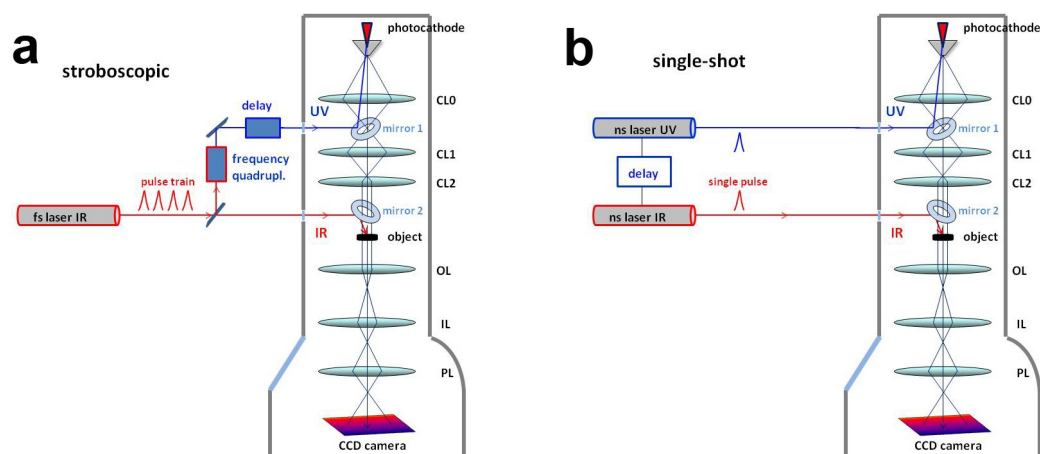 a
stroboscopic
photocathode
delay
UV
CL0
mirror 1
frequency
quadrupl.
CL1
pulse train
CL2
fs laser IR
mirror 2
IR
object
OL
IL
PL
CCD camera
b
single-shot
photocathode
UV
CL0
ns laser UV
mirror 1
CL1
delay
single pulse
CL2
ns laser IR
mirror 2
IR
object
OL
IL
PL
CCD camera